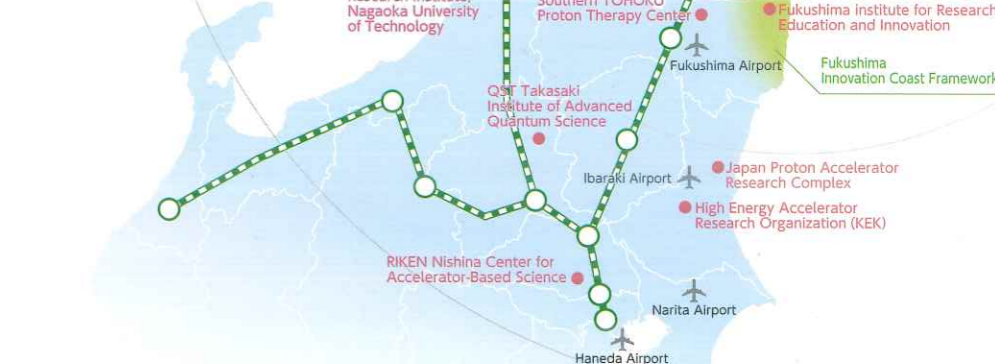 Nagaoka University
of Technology
Southern TOHOKU
Proton Therapy Center
Fukushima institute for Research
Education and Innovation
Fukushima Airport
Fukushima
Innovation Coast Framework
QST Takasaki
Institute of Advanced
Quantum Science
Ibaraki Airport
Japan Proton Accelerator
Research Complex
High Energy Accelerator
Research Organization (KEK)
RIKEN Nishina Center for
Accelerator-Based Science
Narita Airport
Haneda Airport